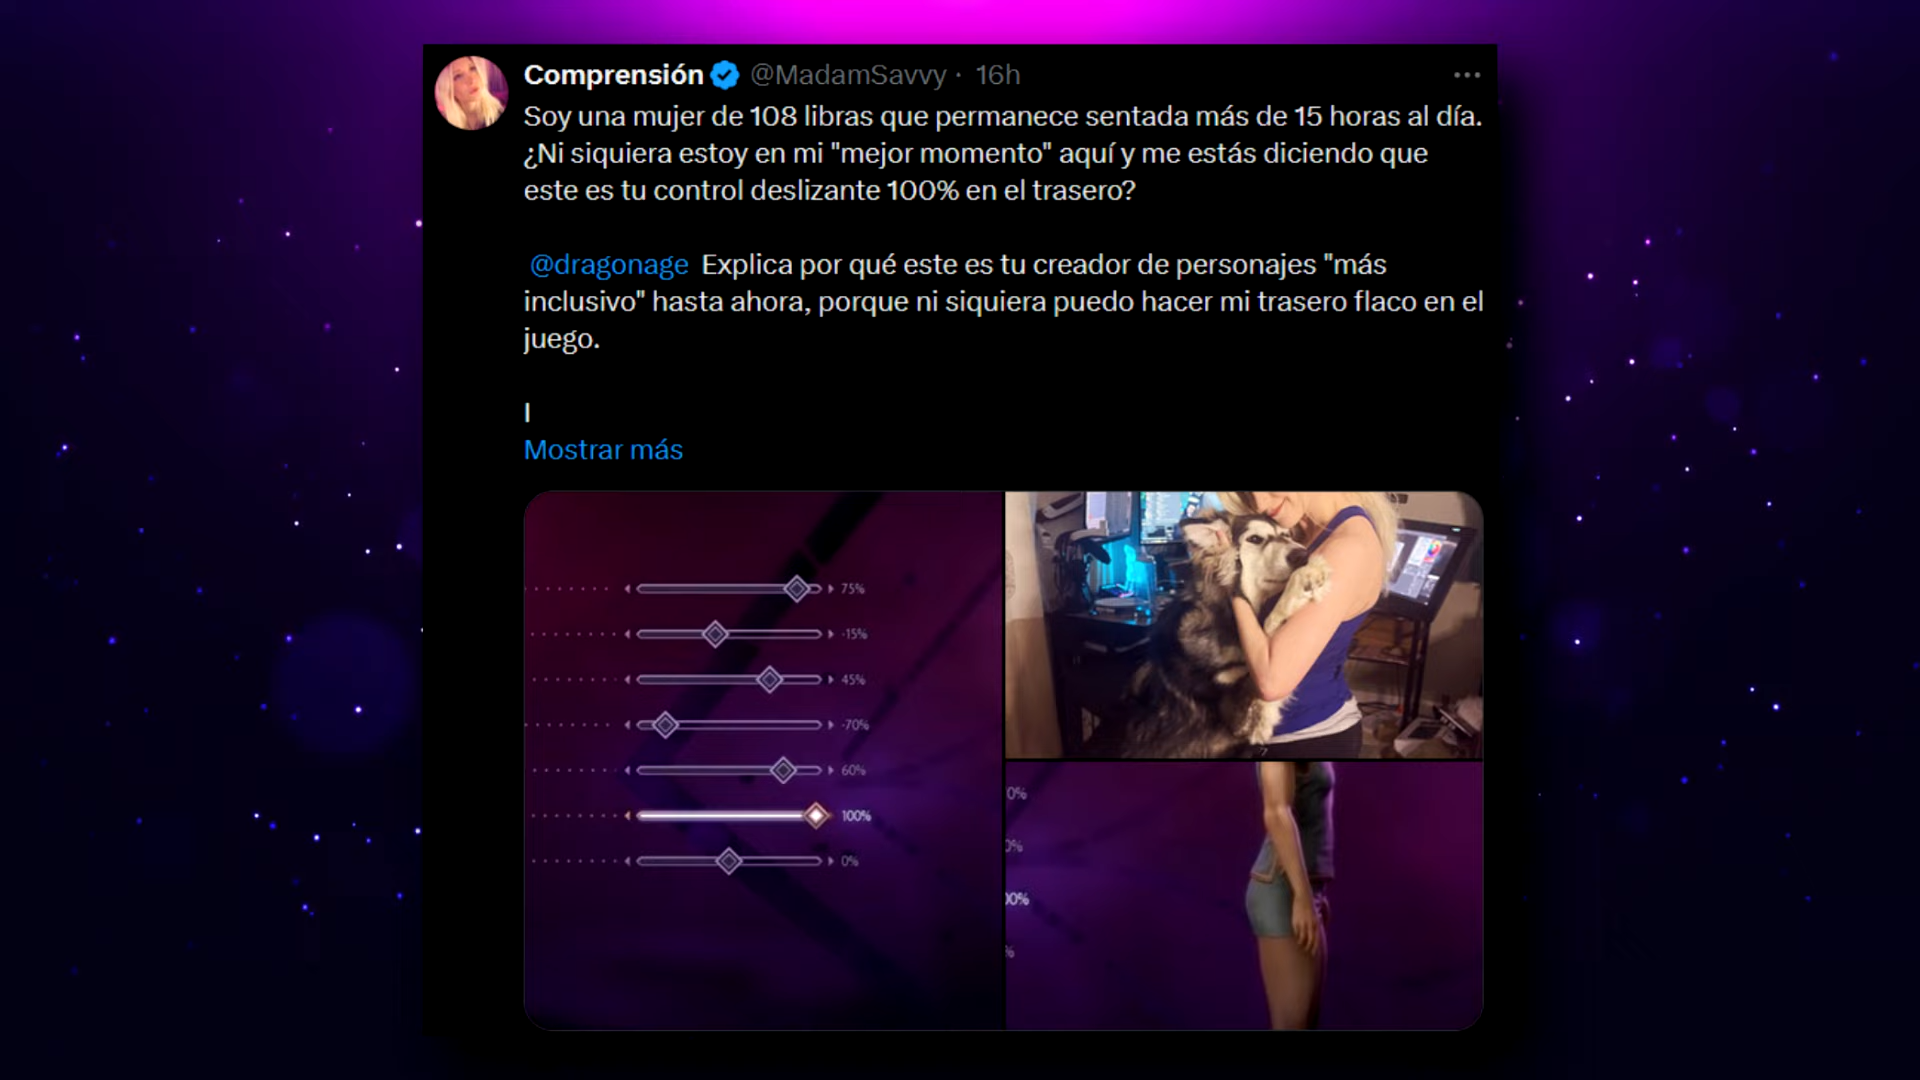 Comprensión @MadamSavvy · 16h
Soy una mujer de 108 libras que permanece sentada más de 15 horas al día.
¿Ni siquiera estoy en mi "mejor momento" aquí y me estás diciendo que
este es tu control deslizante 100% en el trasero?
@dragonage Explica por qué este es tu creador de personajes "más
inclusivo" hasta ahora, porque ni siquiera puedo hacer mi trasero flaco en el
juego.
I
Mostrar más
75%
-15%
45%
-70%
60%
100%
0%
0%
0%
00%
%